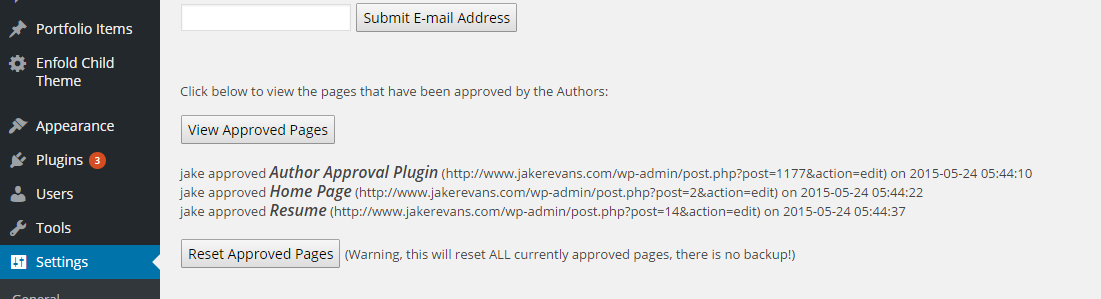 Submit E-mail Address
Portfolio Items
Enfold Child
Theme
Appearance
Plugins 3
Users
Tools
Settings
General
Click below to view the pages that have been approved by the Authors:
View Approved Pages
jake approved Author Approval Plugin (http://www.jakerevans.com/wp-admin/post.php?post=1177&action=edit) on 2015-05-24 05:44:10
jake approved Home Page (http://www.jakerevans.com/wp-admin/post.php?post=2&action=edit) on 2015-05-24 05:44:22
jake approved Resume (http://www.jakerevans.com/wp-admin/post.php?post=14&action=edit) on 2015-05-24 05:44:37
Reset Approved Pages (Warning, this will reset ALL currently approved pages, there is no backup!)